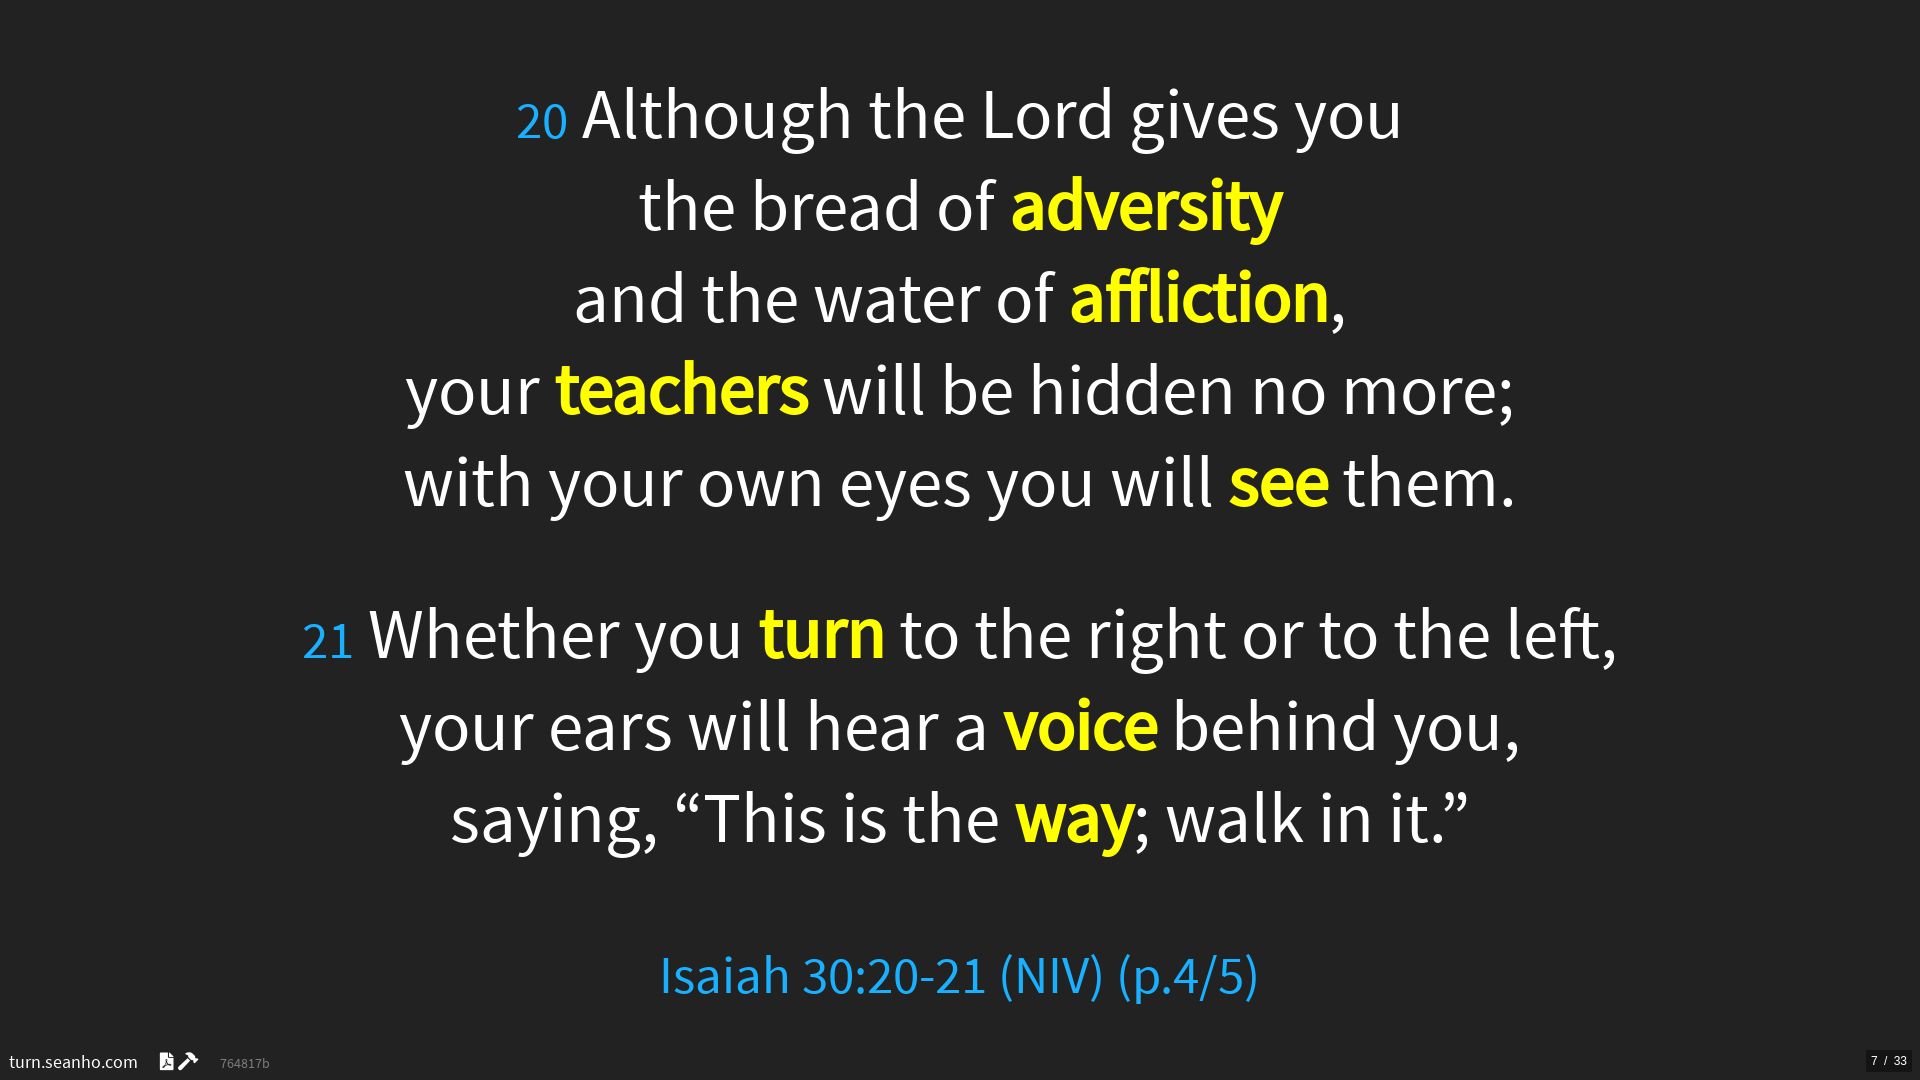 20 Although the Lord gives you
the bread of adversity
and the water of affliction,
your teachers will be hidden no more;
with your own eyes you will see them.
21 Whether you turn to the right or to the left,
your ears will hear a voice behind you,
saying, “This is the way; walk in it.”
Isaiah 30:20-21 (NIV) (p.4/5)
turn.seanho.com 764817b 7 / 33